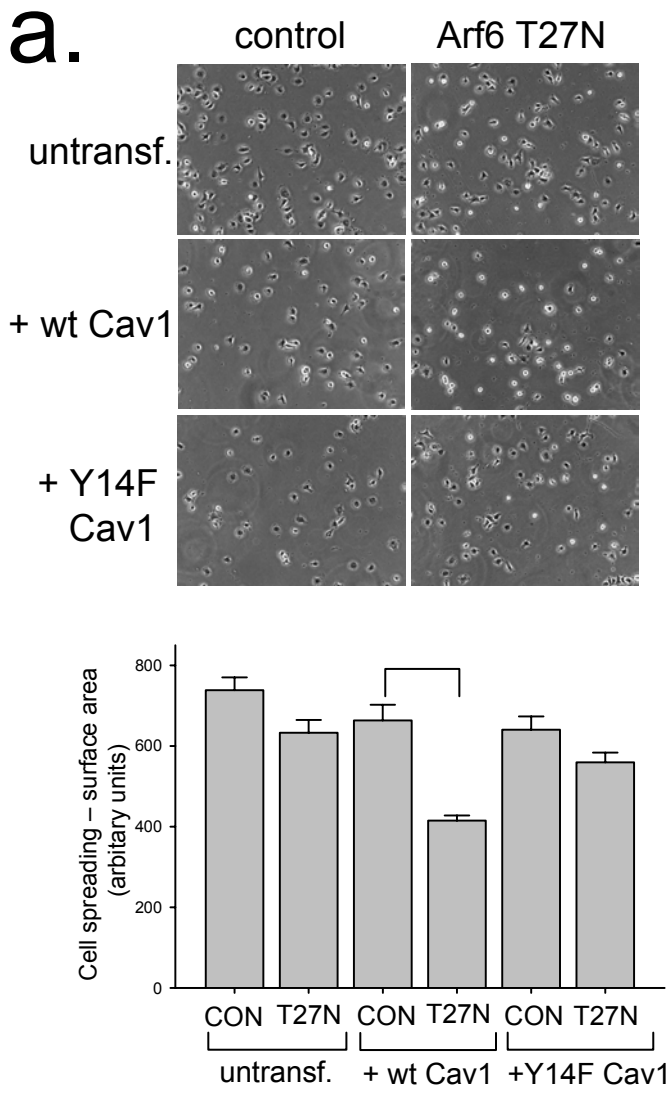 a.
control Arf6 T27N
untransf.
+ wt Cav1
+ Y14F
Cav1
Cell spreading – surface area
(arbitary units)
800
600
400
200
0
CON T27N CON T27N CON T27N
untransf. + wt Cav1 +Y14F Cav1